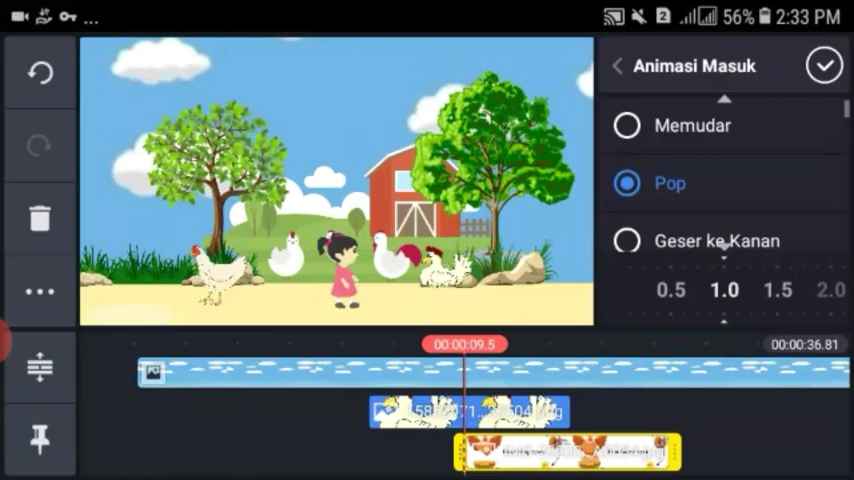 ... 2 56% 2:33 PM
Animasi Masuk
Memudar
Pop
Geser ke Kanan
0.5 1.0 1.5 2.0
00:00:09.5 00:00:36.81